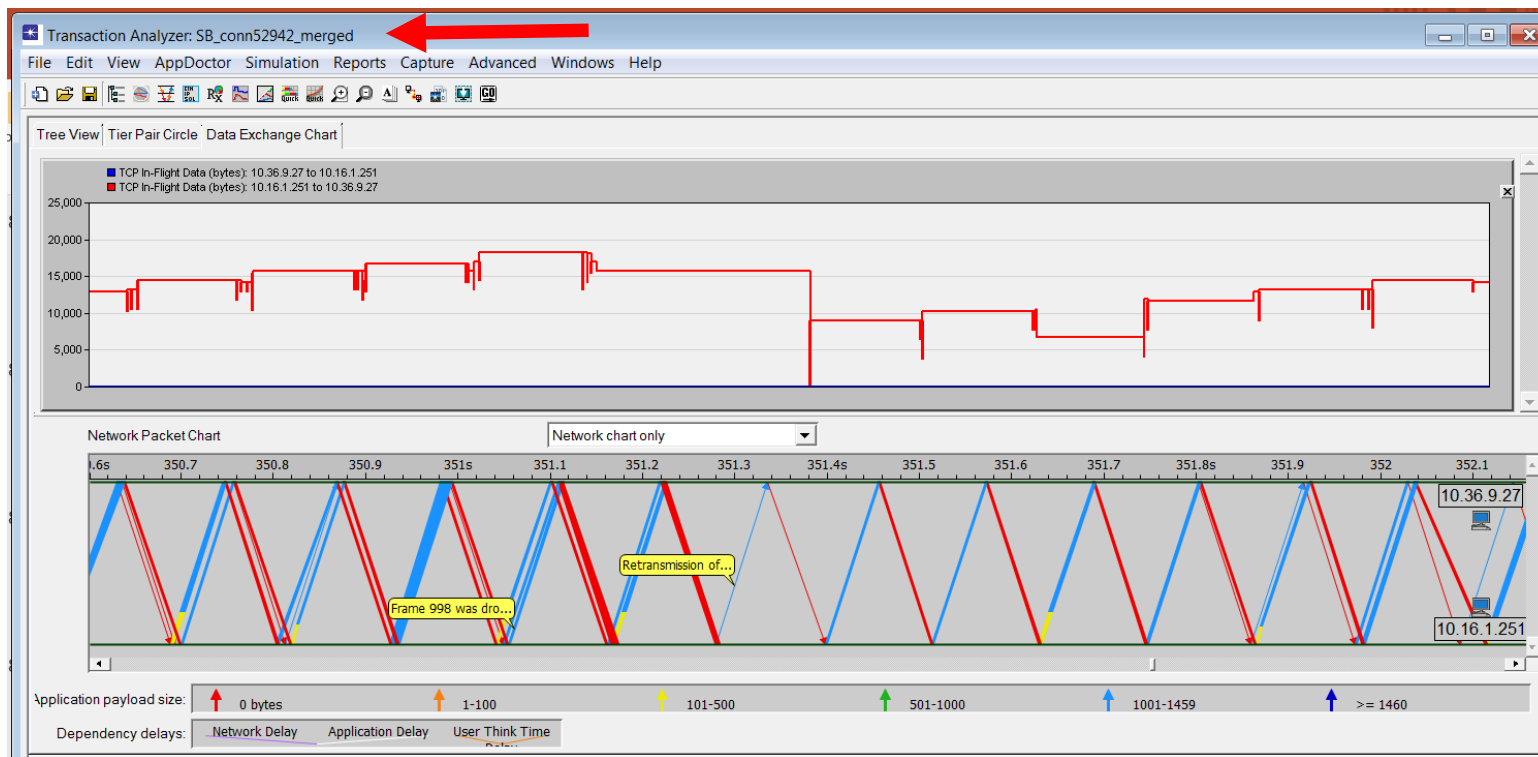 Transaction Analyzer: SB_conn52942_merged
File Edit View AppDoctor Simulation Reports Capture Advanced Windows Help
Tree View Tier Pair Circle Data Exchange Chart
TCP In-Flight Data (bytes): 10.36.9.27 to 10.16.1.251
TCP In-Flight Data (bytes): 10.16.1.251 to 10.36.9.27
25,000
20,000
15,000
10,000
5,000
0
Network Packet Chart Network chart only
.6s 350.7 350.8 350.9 351s 351.1 351.2 351.3 351.4s 351.5 351.6 351.7 351.8s 351.9 352 352.1
10.36.9.27
Retransmission of...
Frame 998 was dro...
10.16.1.251
Application payload size: 0 bytes 1-100 101-500 501-1000 1001-1459 >= 1460
Dependency delays: Network Delay Application Delay User Think Time